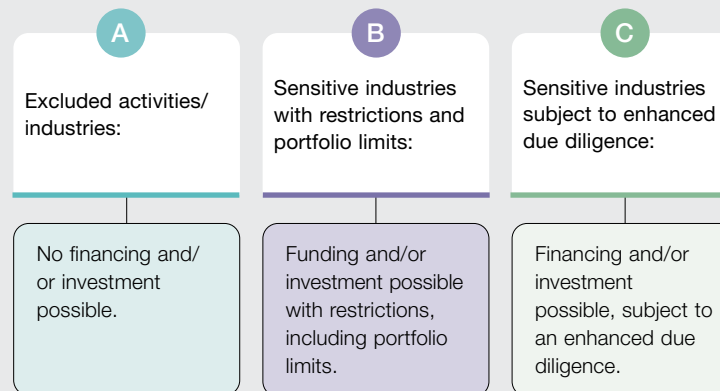 A
Excluded activities/
industries:
No financing and/
or investment
possible.
B
Sensitive industries
with restrictions and
portfolio limits:
Funding and/or
investment possible
with restrictions,
including portfolio
limits.
C
Sensitive industries
subject to enhanced
due diligence:
Financing and/or
investment
possible, subject to
an enhanced due
diligence.